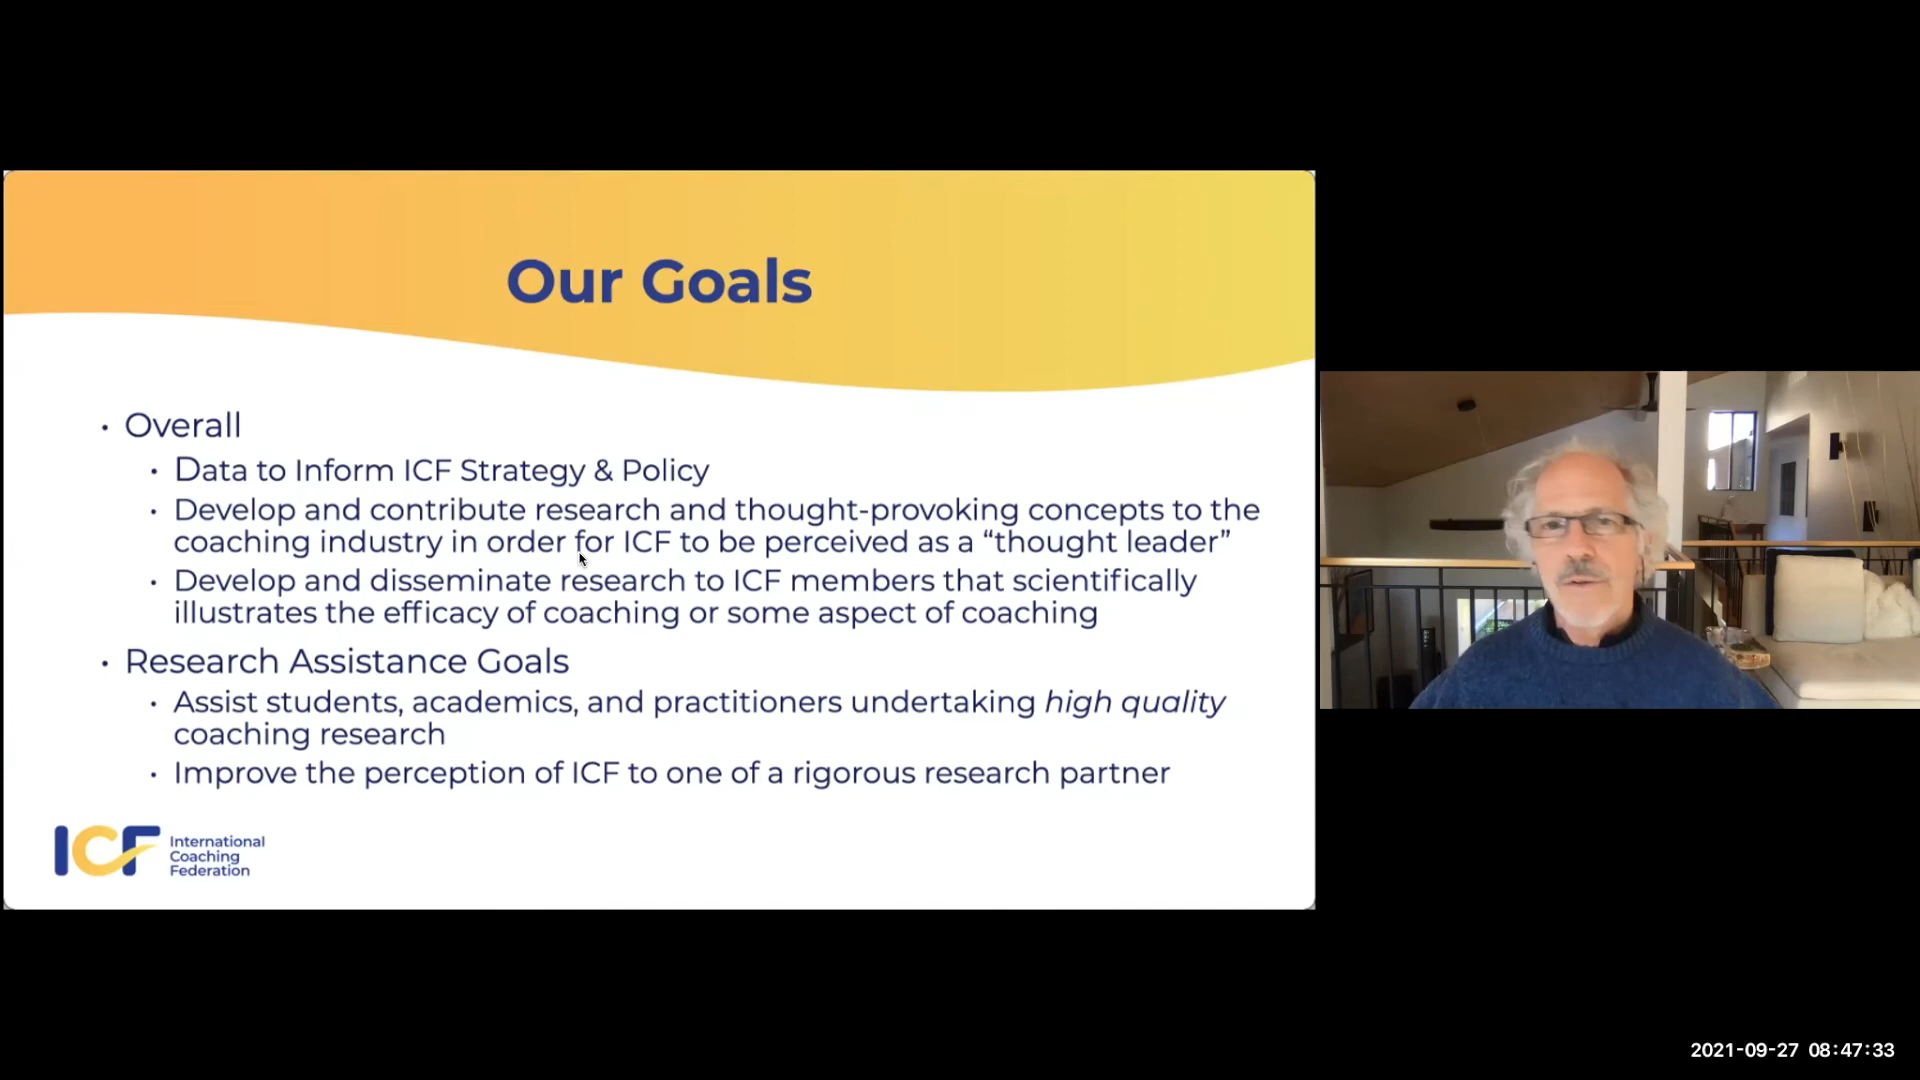 Our Goals
• Overall
• Data to Inform ICF Strategy & Policy
• Develop and contribute research and thought-provoking concepts to the
coaching industry in order for ICF to be perceived as a “thought leader”
• Develop and disseminate research to ICF members that scientifically
illustrates the efficacy of coaching or some aspect of coaching
• Research Assistance Goals
• Assist students, academics, and practitioners undertaking high quality
coaching research
• Improve the perception of ICF to one of a rigorous research partner
ICF
International
Coaching
Federation
2021-09-27 08:47:33